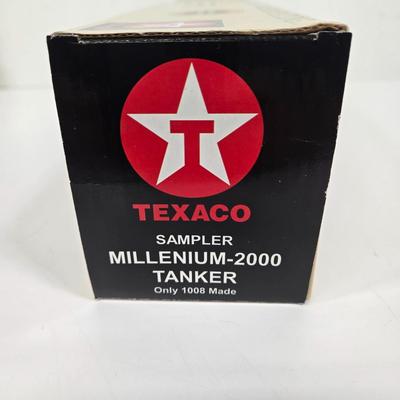 T
TEXACO
SAMPLER
MILLENIUM-2000
TANKER
Only 1008 Made